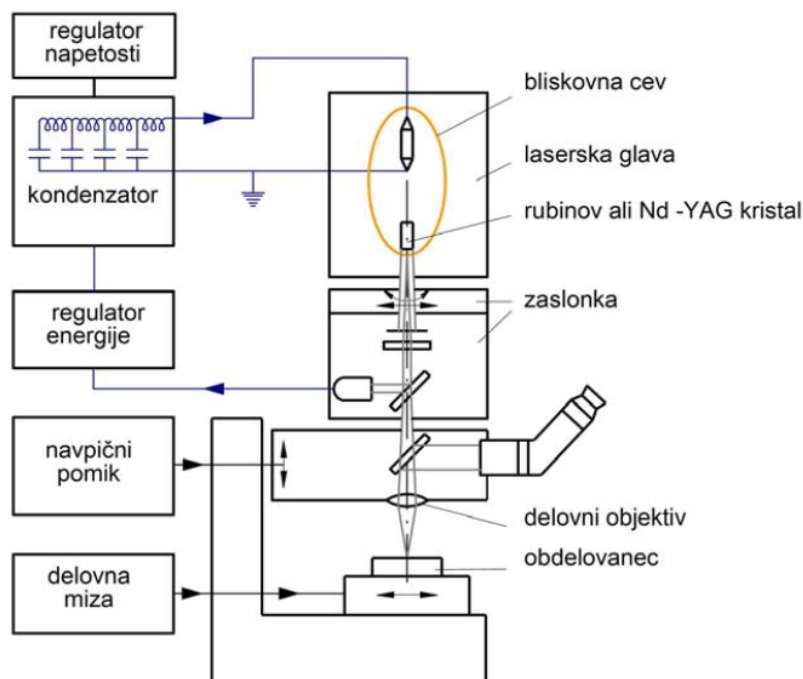 regulator
napetosti
kondenzator
regulator
energije
navpični
pomik
delovna
miza
bliskovna cev
laserska glava
rubinov ali Nd -YAG kristal
zaslonka
delovni objektiv
obdelovanec